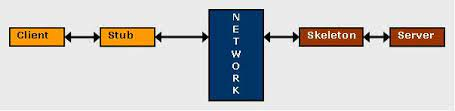 Client
Stub
NETWORK
Skeleton
Server